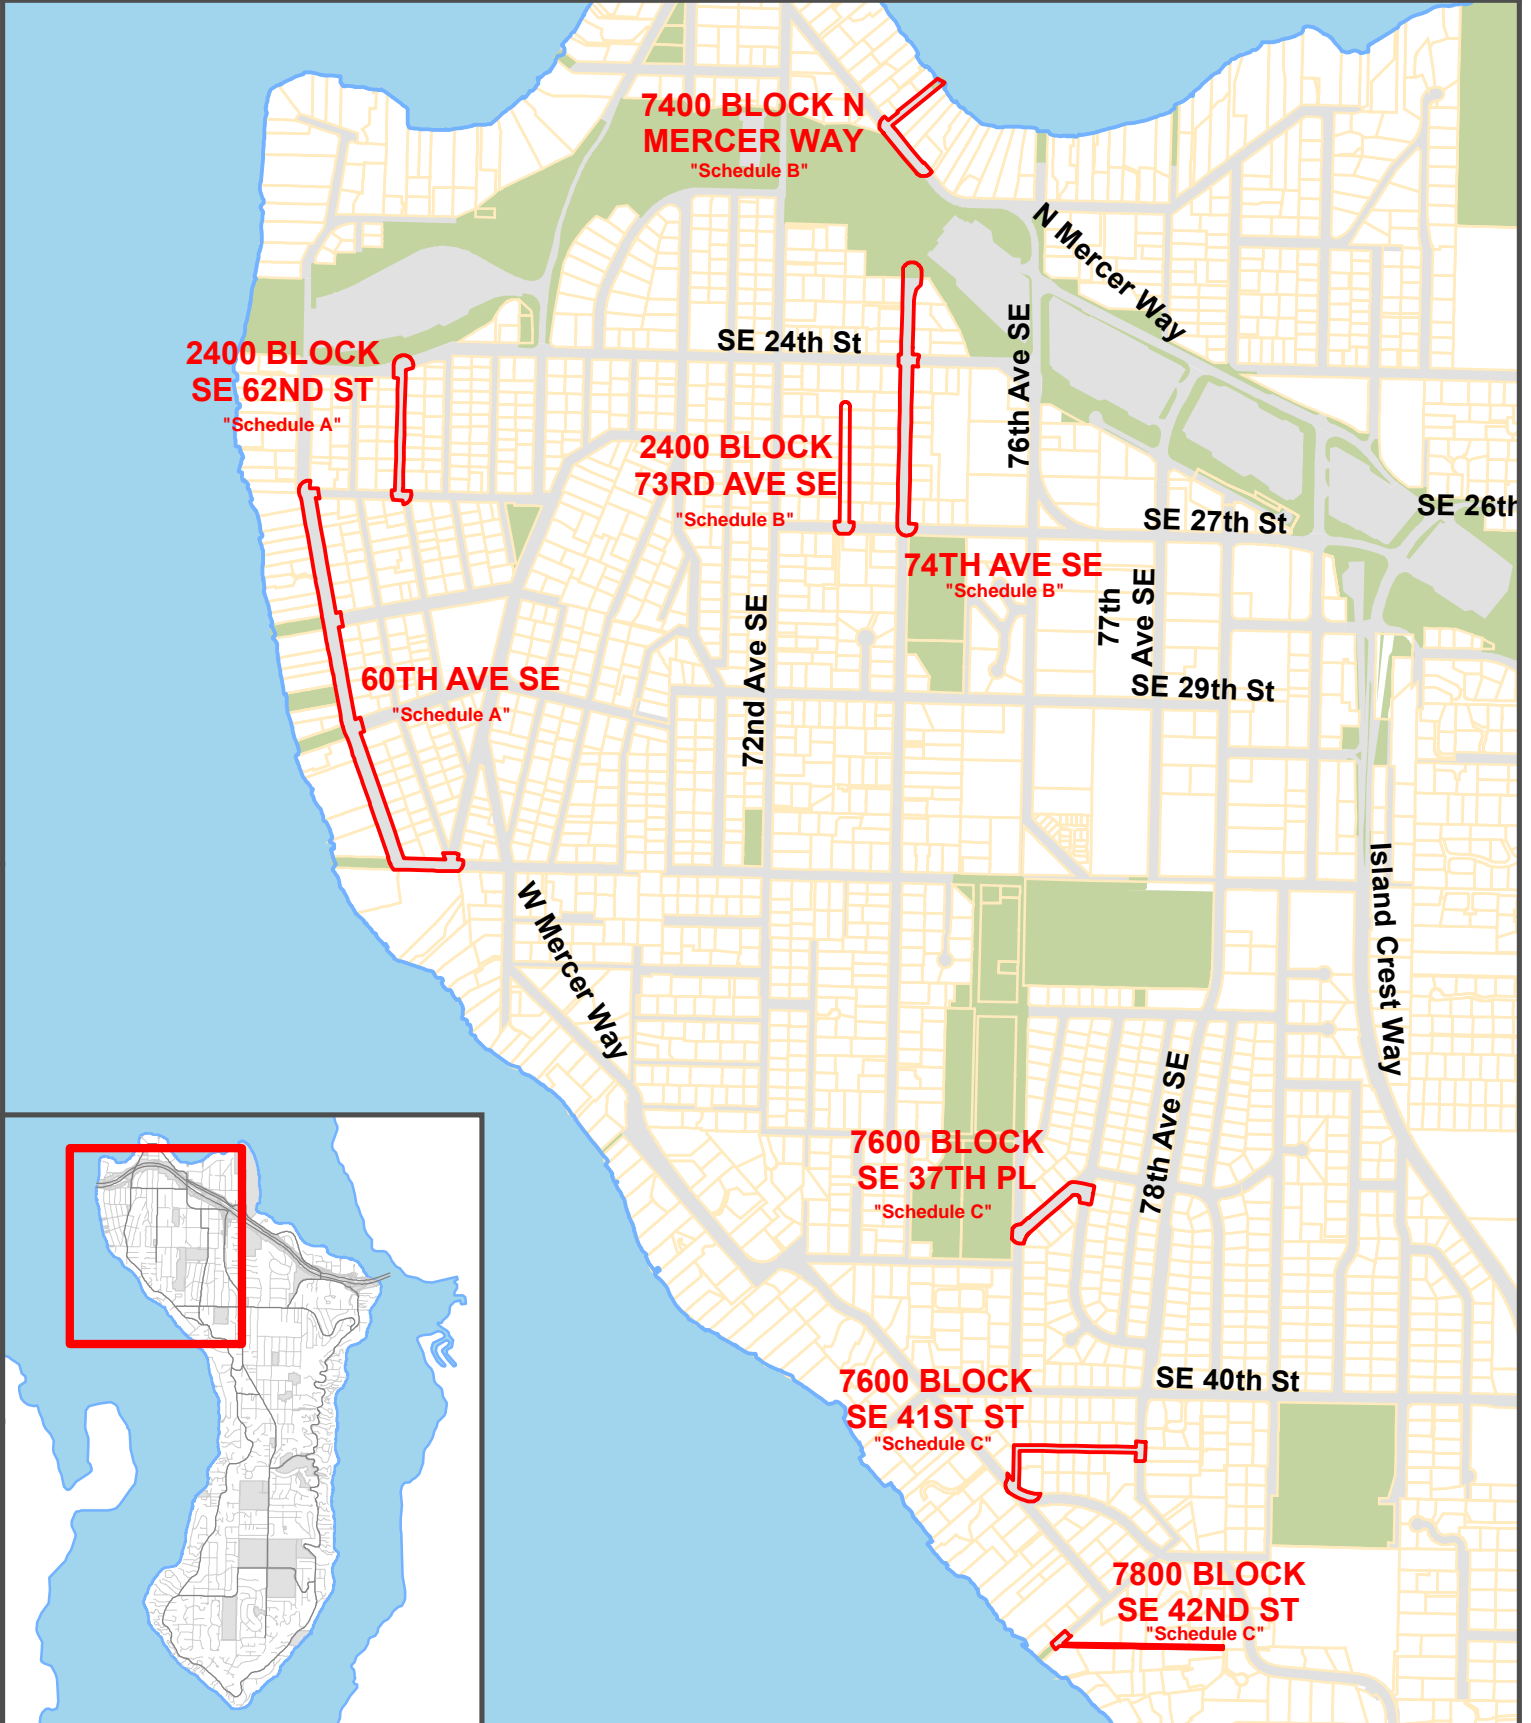 7400 BLOCK N
MERCER WAY
"Schedule B"
N Mercer Way
SE 24th St
76th Ave SE
2400 BLOCK
SE 62ND ST
"Schedule A"
2400 BLOCK
73RD AVE SE
"Schedule B"
SE 26th
SE 27th St
74TH AVE SE
"Schedule B"
77th
Ave SE
72nd Ave SE
60TH AVE SE
"Schedule A"
SE 29th St
W Mercer Way
Island Crest Way
78th Ave SE
7600 BLOCK
SE 37TH PL
"Schedule C"
7600 BLOCK
SE 41ST ST
"Schedule C"
SE 40th St
7800 BLOCK
SE 42ND ST
"Schedule C"